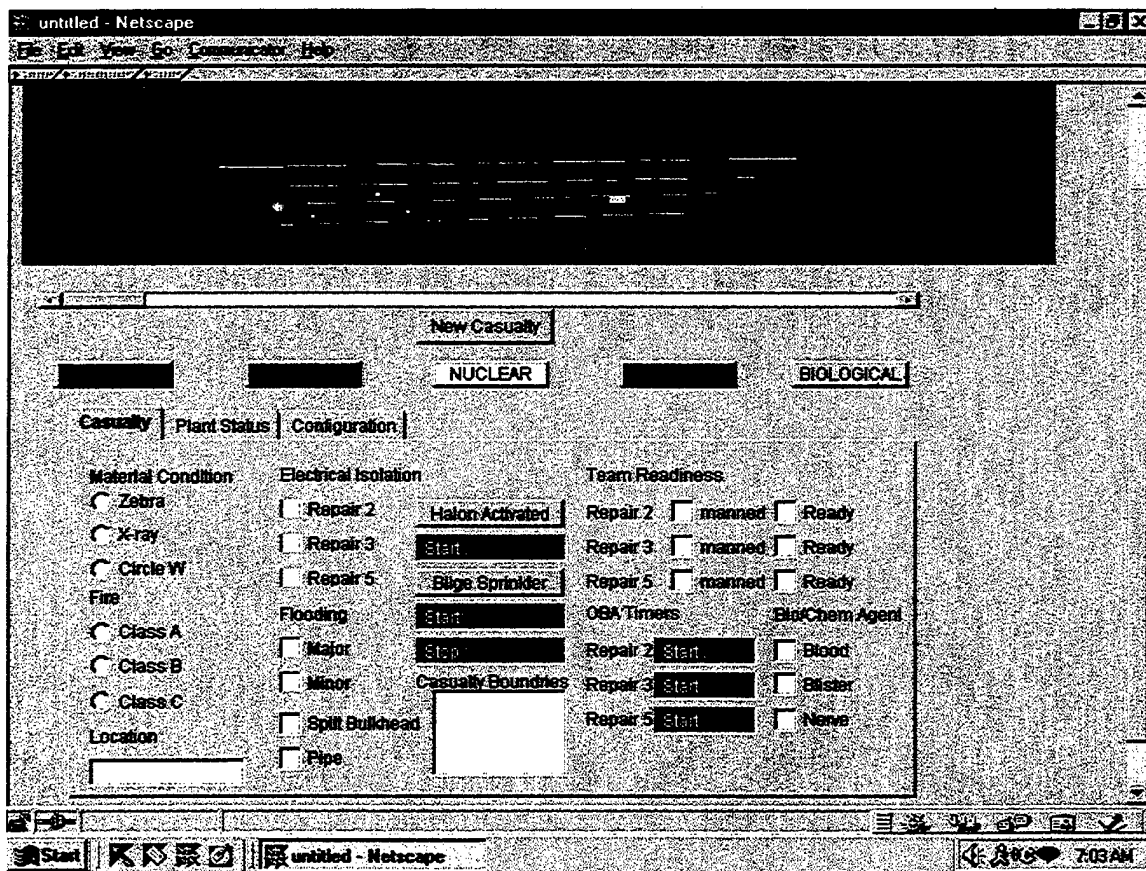 untitled - Netscape
File Edit View Go Communicator Help
New Casualty
NUCLEAR BIOLOGICAL
Casualty Plant Status Configuration
Material Condition Electrical Isolation Team Readiness
Zebra Repair 2 Halon Activated Repair 2 manned Ready
X-ray Repair 3 Start Repair 3 manned Ready
Circle W Repair 5 Bilge Sprinkler Repair 5 manned Ready
Fire Flooding Start OBA Timers Bio/Chem Agent
Class A Major Stop Repair 2 Start Blood
Class B Minor Casualty Boundries Repair 3 Start Blister
Class C Split Bulkhead Repair 5 Start Nerve
Location Pipe
Start untitled - Netscape 7:03 AM